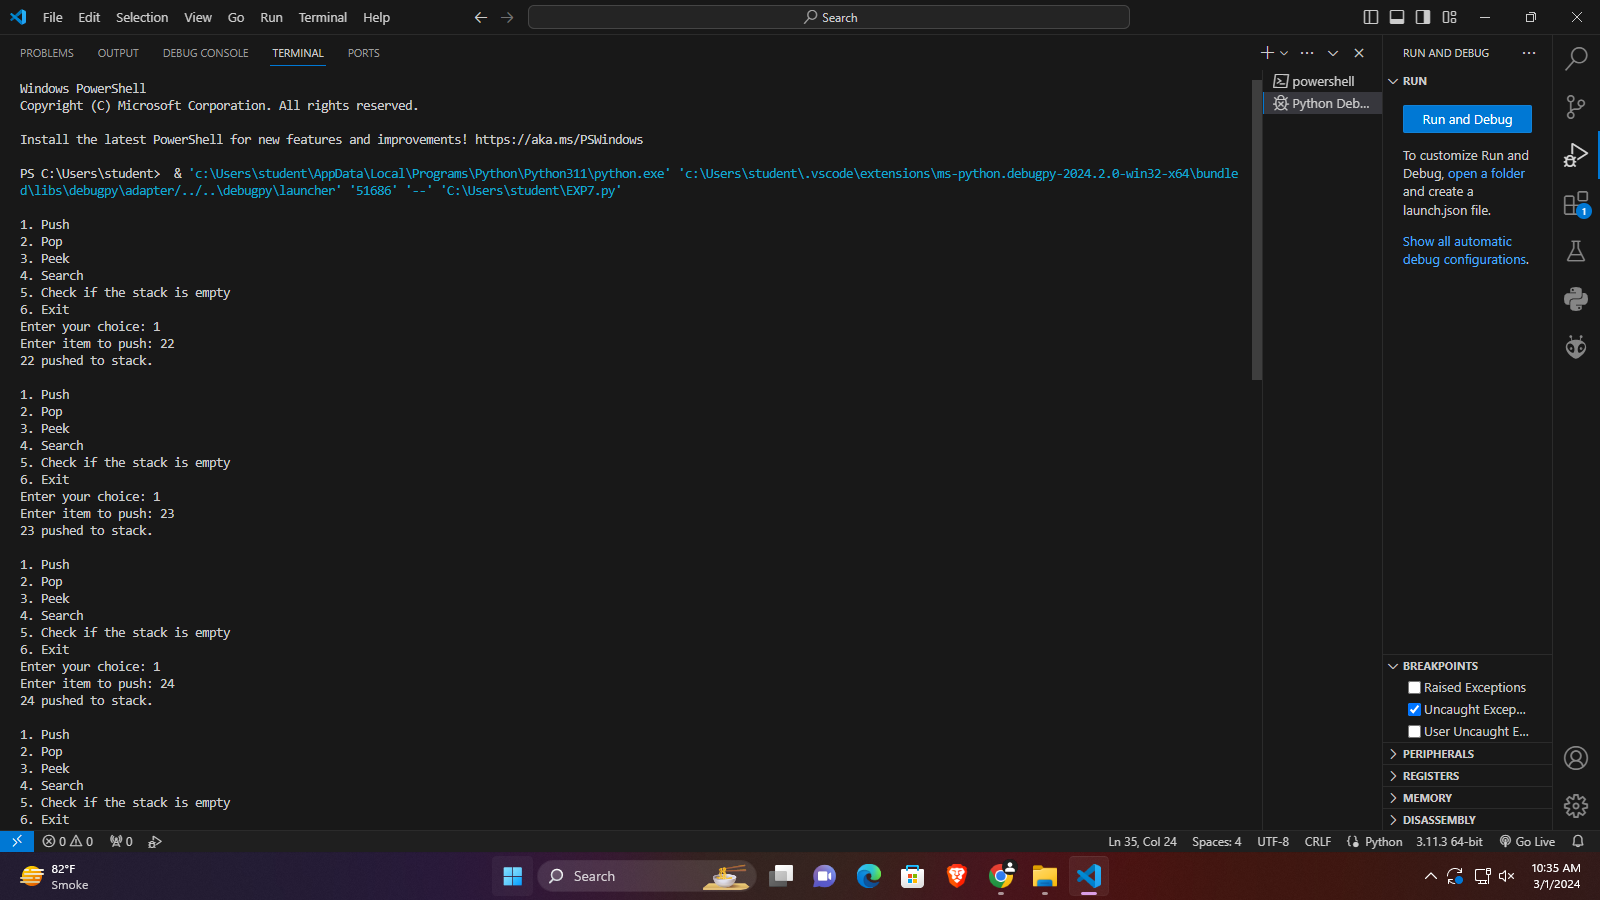 File Edit Selection View Go Run Terminal Help
Search
PROBLEMS OUTPUT DEBUG CONSOLE TERMINAL PORTS
Windows PowerShell
Copyright (C) Microsoft Corporation. All rights reserved.
Install the latest PowerShell for new features and improvements! https://aka.ms/PSWindows
PS C:\Users\student>  & 'c:\Users\student\AppData\Local\Programs\Python\Python311\python.exe' 'c:\Users\student\.vscode\extensions\ms-python.debugpy-2024.2.0-win32-x64\bundle
d\libs\debugpy\adapter/../..\debugpy\launcher' '51686' '--' 'C:\Users\student\EXP7.py'
1. Push
2. Pop
3. Peek
4. Search
5. Check if the stack is empty
6. Exit
Enter your choice: 1
Enter item to push: 22
22 pushed to stack.
1. Push
2. Pop
3. Peek
4. Search
5. Check if the stack is empty
6. Exit
Enter your choice: 1
Enter item to push: 23
23 pushed to stack.
1. Push
2. Pop
3. Peek
4. Search
5. Check if the stack is empty
6. Exit
Enter your choice: 1
Enter item to push: 24
24 pushed to stack.
1. Push
2. Pop
3. Peek
4. Search
5. Check if the stack is empty
6. Exit
powershell
Python Deb...
RUN AND DEBUG
RUN
Run and Debug
To customize Run and
Debug, open a folder
and create a
launch.json file.
Show all automatic
debug configurations.
BREAKPOINTS
Raised Exceptions
Uncaught Excep...
User Uncaught E...
PERIPHERALS
REGISTERS
MEMORY
DISASSEMBLY
1
0 0 0
Ln 35, Col 24 Spaces: 4 UTF-8 CRLF Python 3.11.3 64-bit Go Live
82°F
Smoke
Search
10:35 AM
3/1/2024